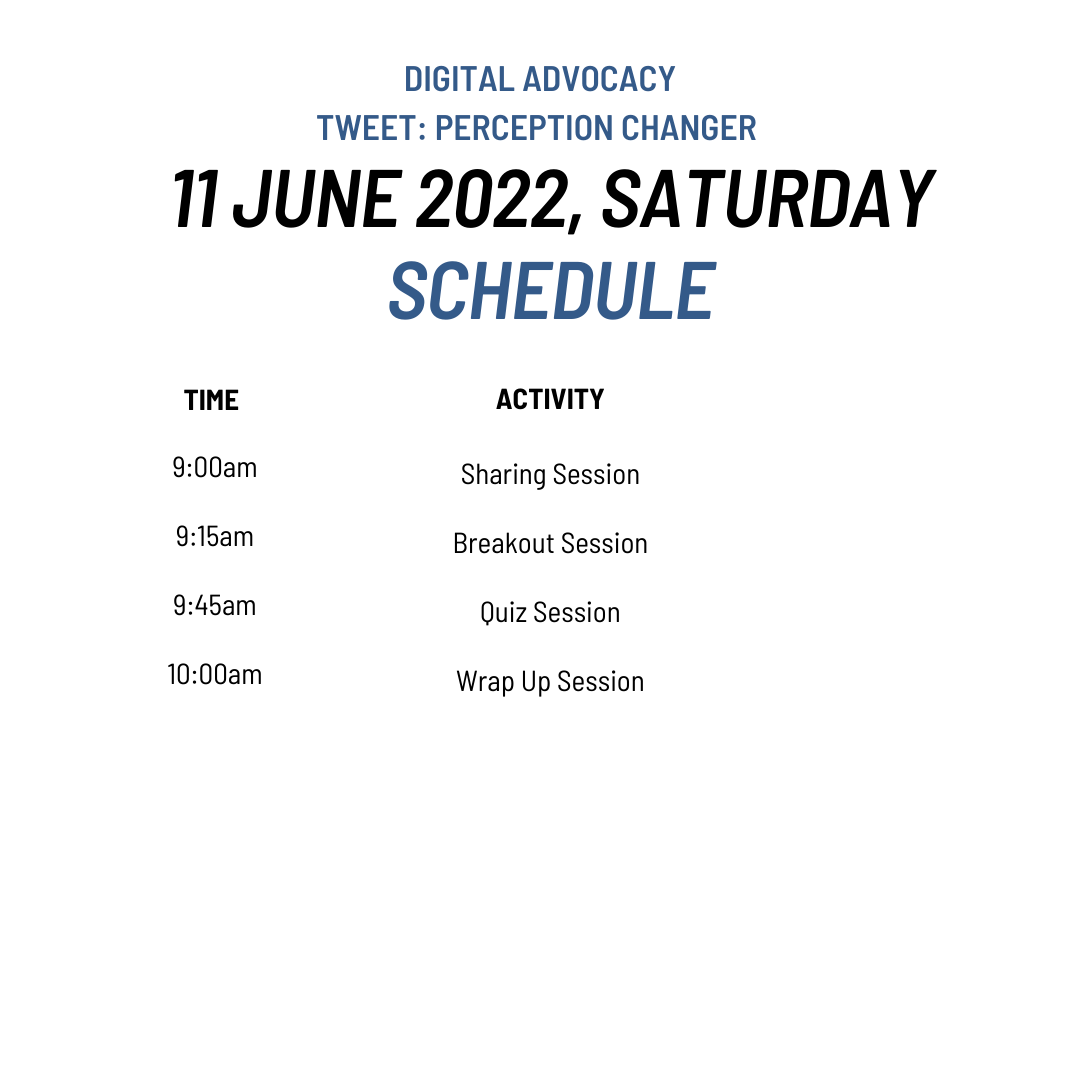 DIGITAL ADVOCACY
TWEET: PERCEPTION CHANGER
11 JUNE 2022, SATURDAY
SCHEDULE
TIME ACTIVITY
9:00am Sharing Session
9:15am Breakout Session
9:45am Quiz Session
10:00am Wrap Up Session